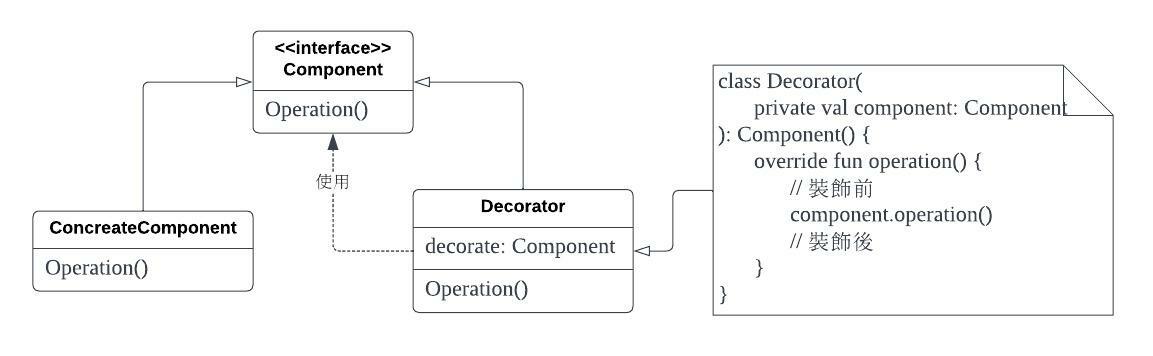 <<interface>>
Component
Operation()
使用
ConcreateComponent
Operation()
Decorator
decorate: Component
Operation()
class Decorator(
private val component: Component
): Component() {
override fun operation() {
// 裝飾前
component.operation()
// 裝飾後
}
}